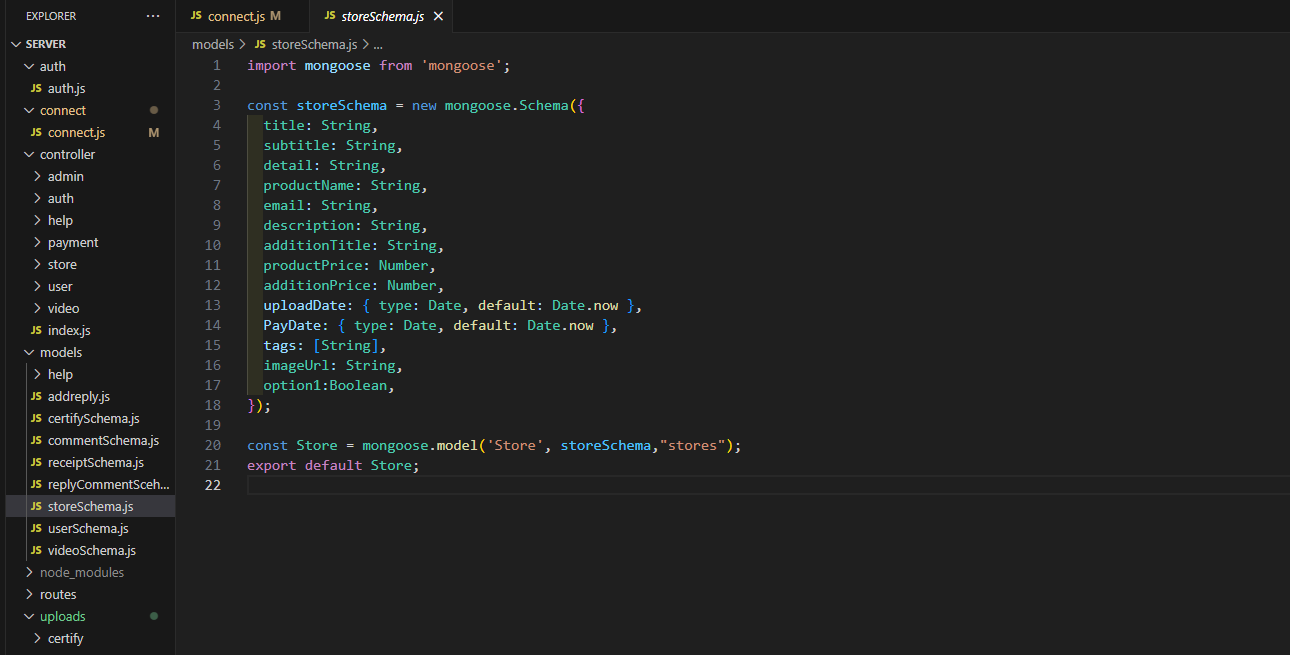 EXPLORER ...
SERVER
auth
JS auth.js
connect
JS connect.js M
controller
admin
auth
help
payment
store
user
video
JS index.js
models
help
JS addreply.js
JS certifySchema.js
JS commentSchema.js
JS receiptSchema.js
JS replyCommentSceh...
JS storeSchema.js
JS userSchema.js
JS videoSchema.js
node_modules
routes
uploads
certify
JS connect.js M
JS storeSchema.js
models > JS storeSchema.js > ...
1 import mongoose from 'mongoose';
2
3 const storeSchema = new mongoose.Schema({
4 title: String,
5 subtitle: String,
6 detail: String,
7 productName: String,
8 email: String,
9 description: String,
10 additionTitle: String,
11 productPrice: Number,
12 additionPrice: Number,
13 uploadDate: { type: Date, default: Date.now },
14 PayDate: { type: Date, default: Date.now },
15 tags: [String],
16 imageUrl: String,
17 option1:Boolean,
18 });
19
20 const Store = mongoose.model('Store', storeSchema,"stores");
21 export default Store;
22